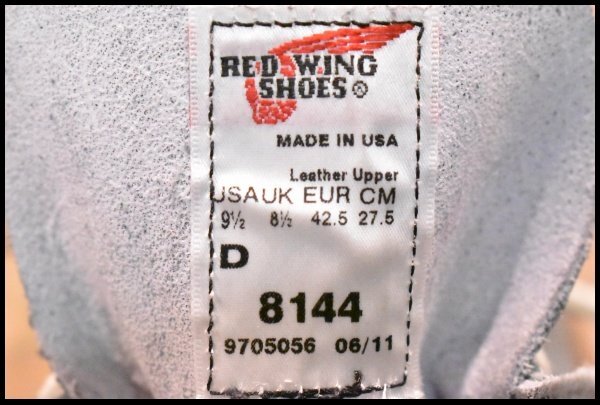 RED WING
SHOES®
MADE IN USA
Leather Upper
USA UK EUR CM
9½ 8½ 42.5 27.5
D
8144
9705056 06/11